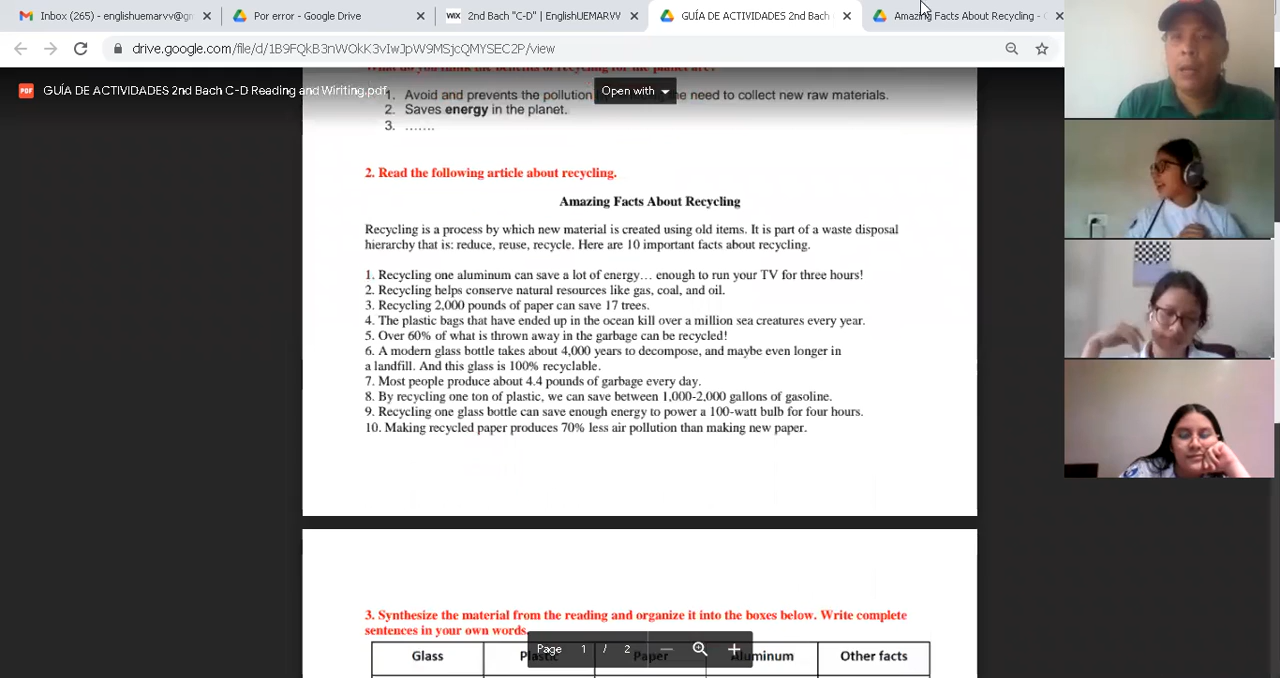 Inbox (265) - englishuemarvv@gm
Por error - Google Drive
WiX 2nd Bach "C-D" | EnglishUEMARVV
GUÍA DE ACTIVIDADES 2nd Bach
Amazing Facts About Recycling -
drive.google.com/file/d/1B9FQkB3nWOkK3vIwJpW9MSjcQMYSEC2P/view
PDF GUÍA DE ACTIVIDADES 2nd Bach C-D Reading and Wiriting.pdf
Open with
1. Avoid and prevents the pollution need to collect new raw materials.
2. Saves energy in the planet.
3. …….
2. Read the following article about recycling.
Amazing Facts About Recycling
Recycling is a process by which new material is created using old items. It is part of a waste disposal
hierarchy that is: reduce, reuse, recycle. Here are 10 important facts about recycling.
1. Recycling one aluminum can save a lot of energy… enough to run your TV for three hours!
2. Recycling helps conserve natural resources like gas, coal, and oil.
3. Recycling 2,000 pounds of paper can save 17 trees.
4. The plastic bags that have ended up in the ocean kill over a million sea creatures every year.
5. Over 60% of what is thrown away in the garbage can be recycled!
6. A modern glass bottle takes about 4,000 years to decompose, and maybe even longer in
a landfill. And this glass is 100% recyclable.
7. Most people produce about 4.4 pounds of garbage every day.
8. By recycling one ton of plastic, we can save between 1,000-2,000 gallons of gasoline.
9. Recycling one glass bottle can save enough energy to power a 100-watt bulb for four hours.
10. Making recycled paper produces 70% less air pollution than making new paper.
3. Synthesize the material from the reading and organize it into the boxes below. Write complete
sentences in your own words.
Page 1 / 2
Glass Plastic Paper Aluminum Other facts